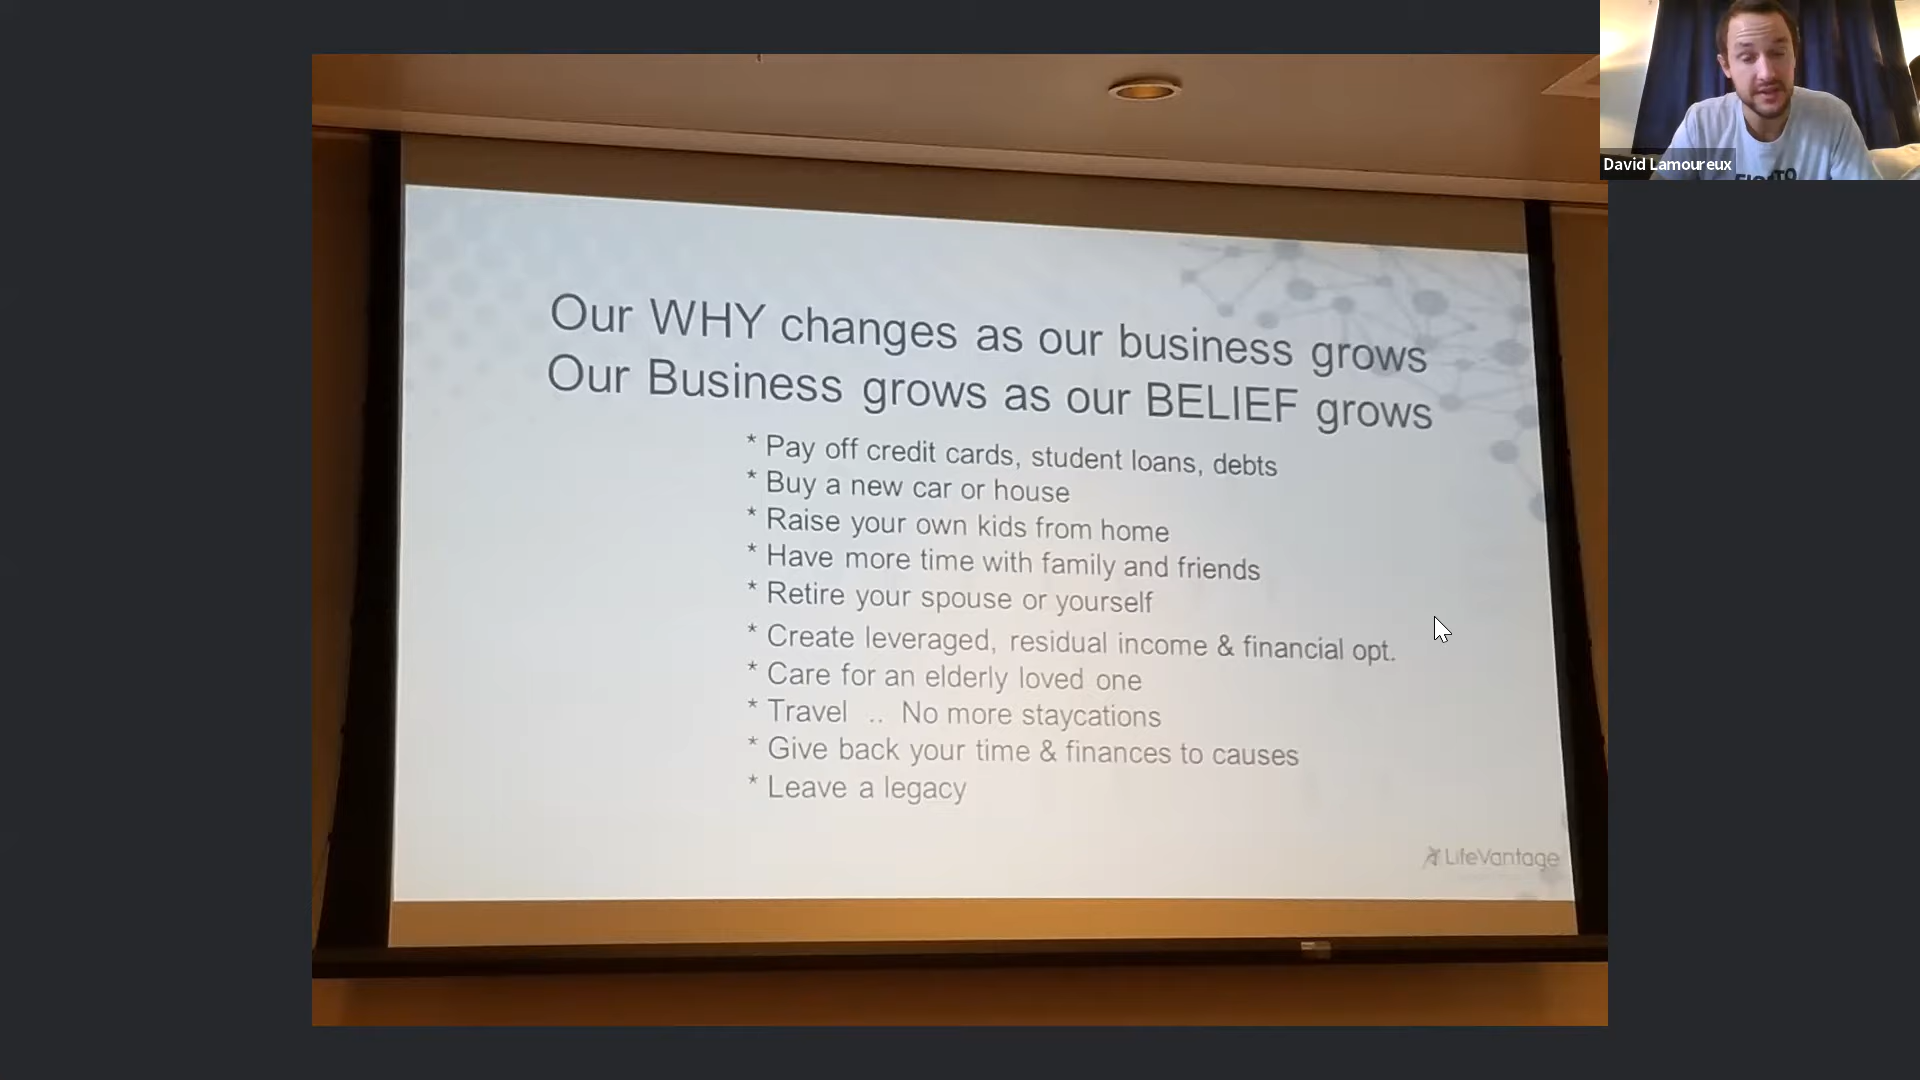 David Lamoureux
Our WHY changes as our business grows
Our Business grows as our BELIEF grows
* Pay off credit cards, student loans, debts
* Buy a new car or house
* Raise your own kids from home
* Have more time with family and friends
* Retire your spouse or yourself
* Create leveraged, residual income & financial opt.
* Care for an elderly loved one
* Travel .. No more staycations
* Give back your time & finances to causes
* Leave a legacy
LifeVantage